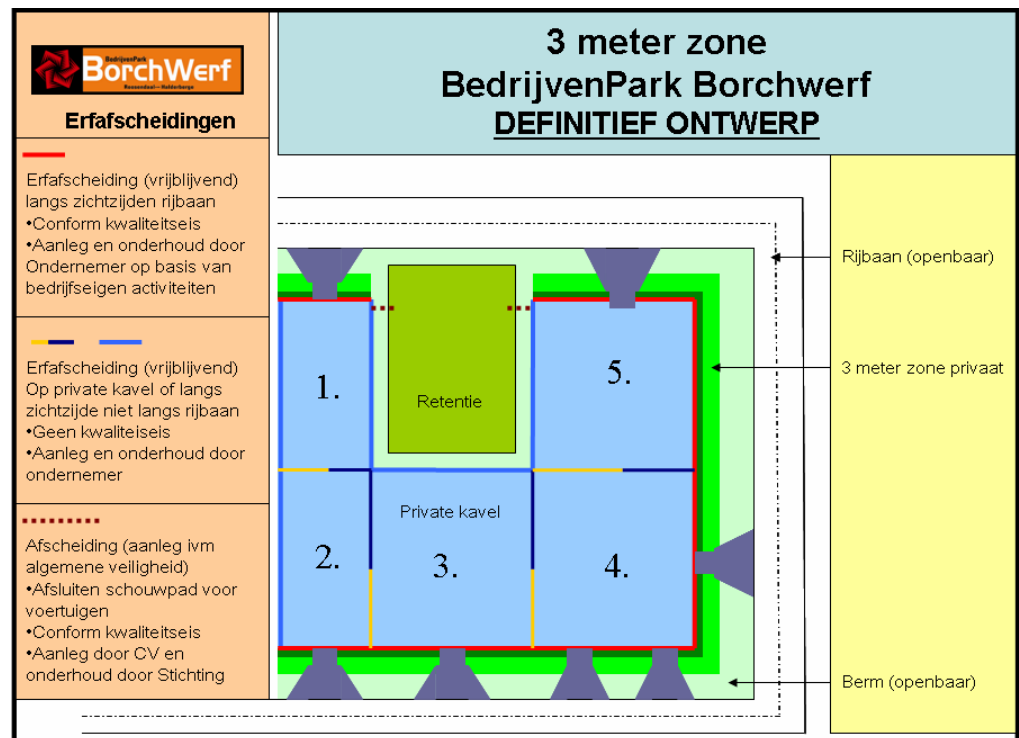 BedrijvenPark
BorchWerf
Roosendaal—Halderberge
Erfafscheidingen
3 meter zone
BedrijvenPark Borchwerf
DEFINITIEF ONTWERP
Erfafscheiding (vrijblijvend)
langs zichtzijden rijbaan
•Conform kwaliteitseis
•Aanleg en onderhoud door
Ondernemer op basis van
bedrijfseigen activiteiten
Erfafscheiding (vrijblijvend)
Op private kavel of langs
zichtzijde niet langs rijbaan
•Geen kwaliteiseis
•Aanleg en onderhoud door
ondernemer
Afscheiding (aanleg ivm
algemene veiligheid)
•Afsluiten schouwpad voor
voertuigen
•Conform kwaliteitseis
•Aanleg door CV en
onderhoud door Stichting
1.
Retentie
5.
2.
Private kavel
3.
4.
Rijbaan (openbaar)
3 meter zone privaat
Berm (openbaar)